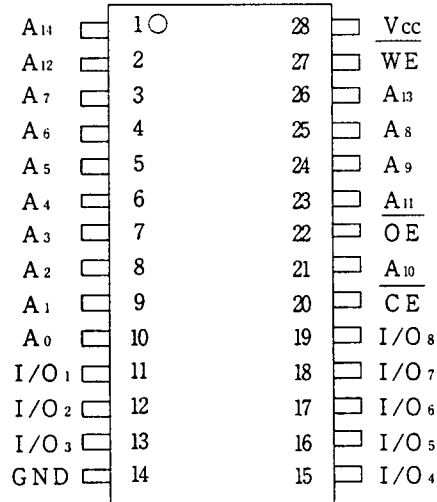 A14 1 28 Vcc
A12 2 27 WE
A7 3 26 A13
A6 4 25 A8
A5 5 24 A9
A4 6 23 A11
A3 7 22 OE
A2 8 21 A10
A1 9 20 CE
A0 10 19 I/O8
I/O1 11 18 I/O7
I/O2 12 17 I/O6
I/O3 13 16 I/O5
GND 14 15 I/O4